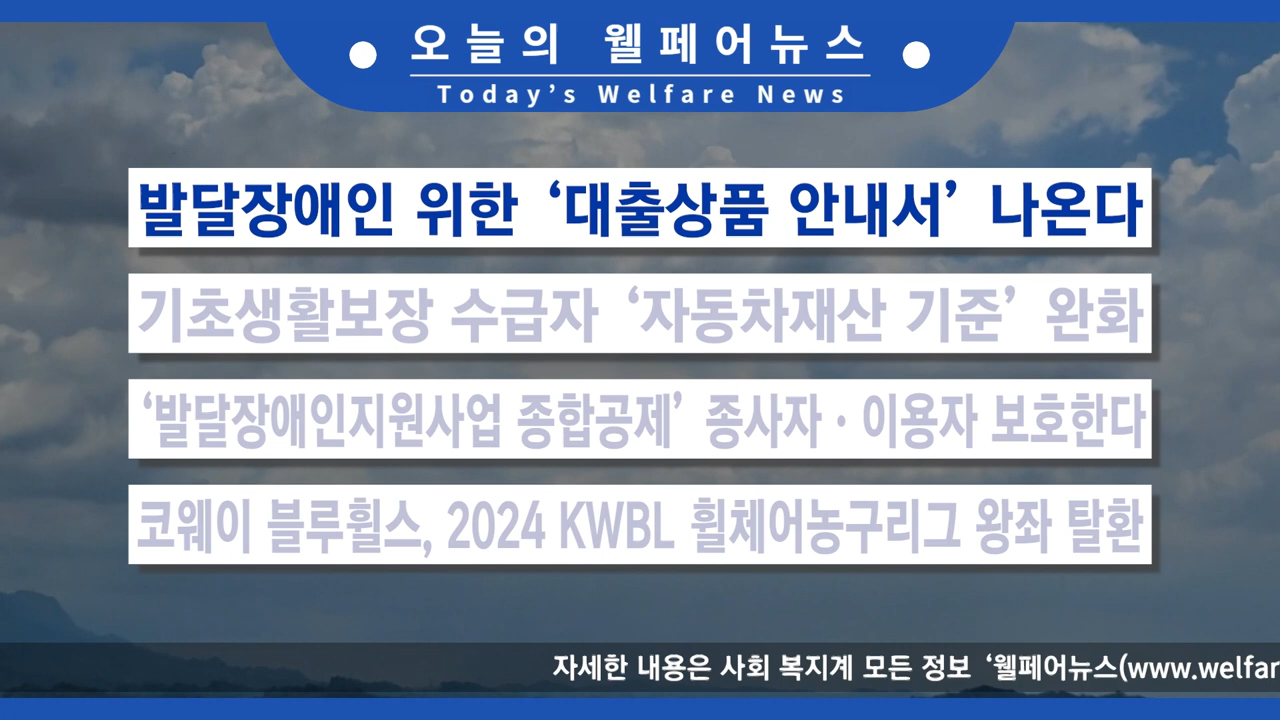 오늘의 웰페어뉴스
Today's Welfare News
발달장애인 위한 ‘대출상품 안내서’ 나온다
기초생활보장 수급자 ‘자동차재산 기준’ 완화
‘발달장애인지원사업 종합공제’ 종사자·이용자 보호한다
코웨이 블루휠스, 2024 KWBL 휠체어농구리그 왕좌 탈환
자세한 내용은 사회 복지계 모든 정보 ‘웰페어뉴스(www.welfar